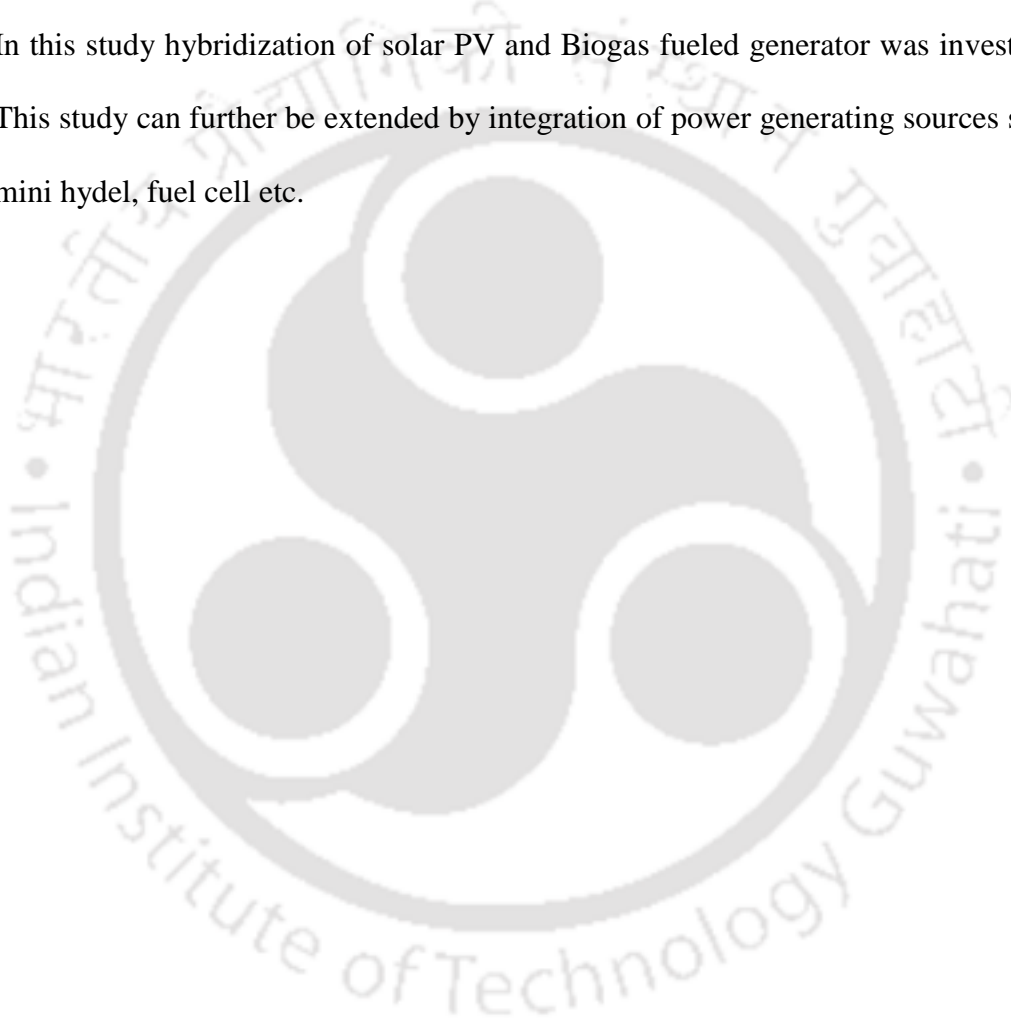 In this study hybridization of solar PV and Biogas fueled generator was invest
This study can further be extended by integration of power generating sources s
mini hydel, fuel cell etc.
भारतीय प्रौद्योगिकी संस्थान गुवाहाटी
• Indian Institute of Technology Guwahati •